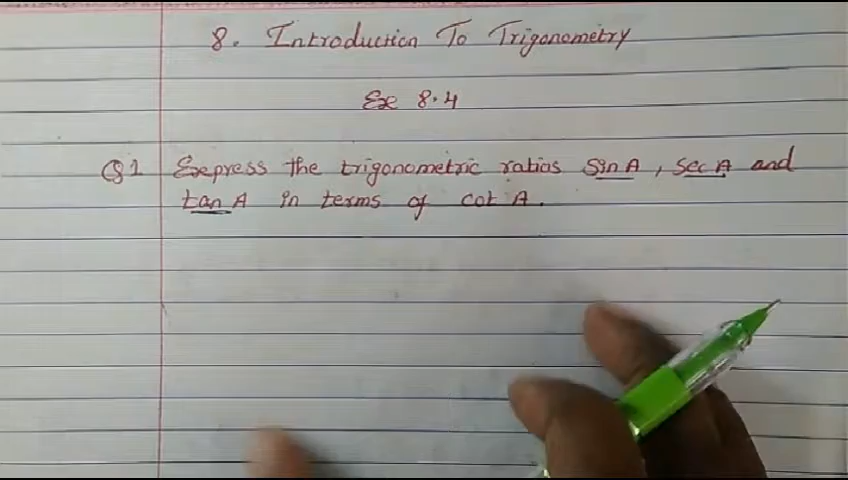 8. Introduction To Trigonometry
Ex 8.4
Q1 Express the trigonometric ratios sin A, sec A and
tan A in terms of cot A.